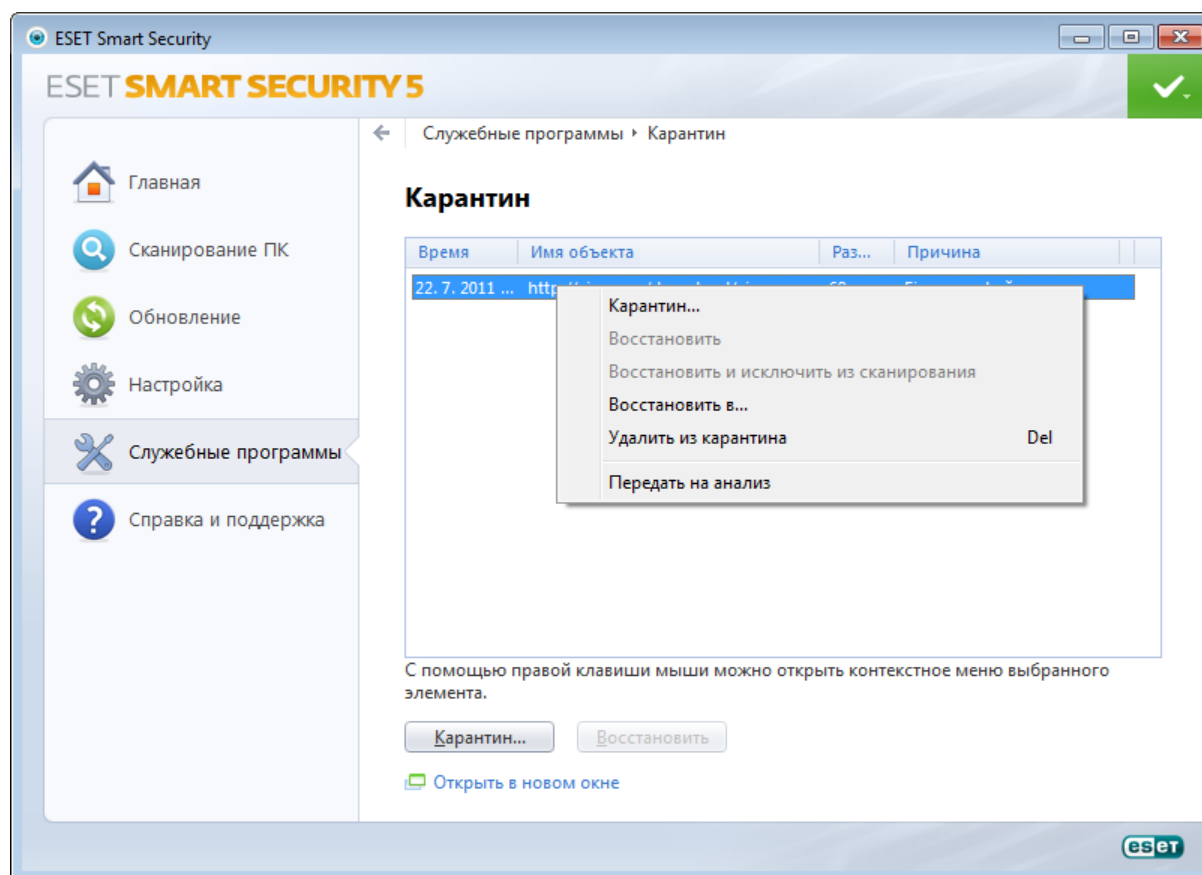 ESET Smart Security
ESET SMART SECURITY 5
Служебные программы Карантин
Главная
Сканирование ПК
Обновление
Настройка
Служебные программы
Справка и поддержка
Карантин
Время Имя объекта Раз... Причина
22. 7. 2011 ...
Карантин...
Восстановить
Восстановить и исключить из сканирования
Восстановить в...
Удалить из карантина Del
Передать на анализ
С помощью правой клавиши мыши можно открыть контекстное меню выбранного
элемента.
Карантин... Восстановить
Открыть в новом окне
eset